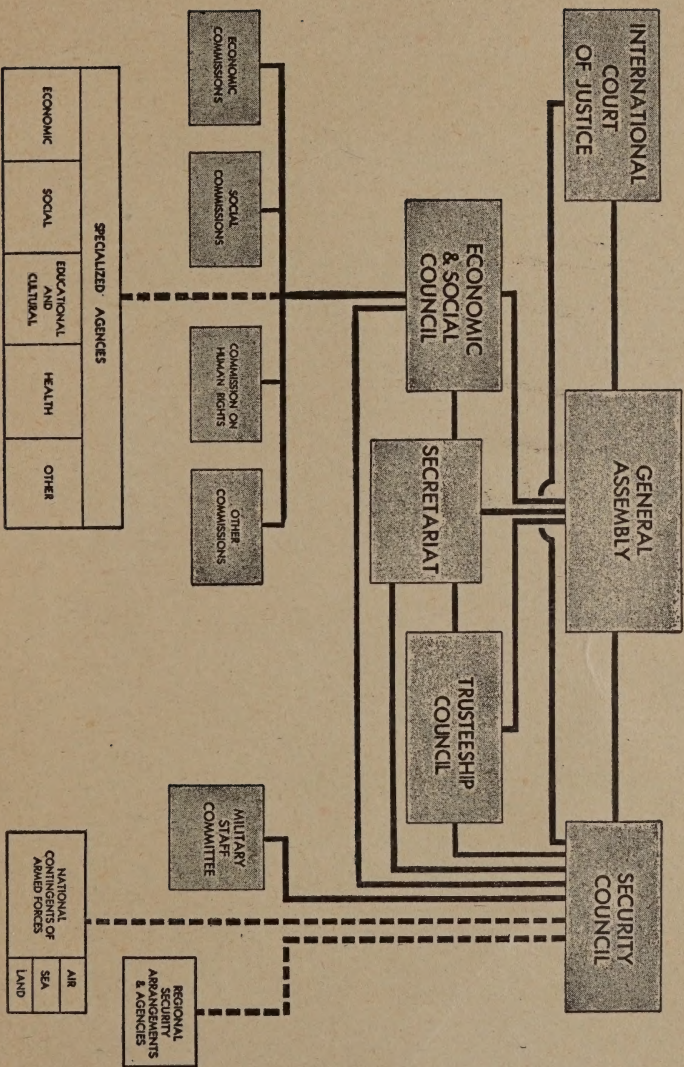 INTERNATIONAL
COURT
OF JUSTICE
GENERAL
ASSEMBLY
SECURITY
COUNCIL
ECONOMIC
& SOCIAL
COUNCIL
SECRETARIAT
TRUSTEESHIP
COUNCIL
ECONOMIC
COMMISSIONS
SOCIAL
COMMISSIONS
COMMISSION ON
HUMAN RIGHTS
OTHER
COMMISSIONS
MILITARY
STAFF
COMMITTEE
SPECIALIZED AGENCIES
ECONOMIC
SOCIAL
EDUCATIONAL
AND
CULTURAL
HEALTH
OTHER
NATIONAL
CONTINGENTS OF
ARMED FORCES
AIR
SEA
LAND
REGIONAL
SECURITY
ARRANGEMENTS
& AGENCIES